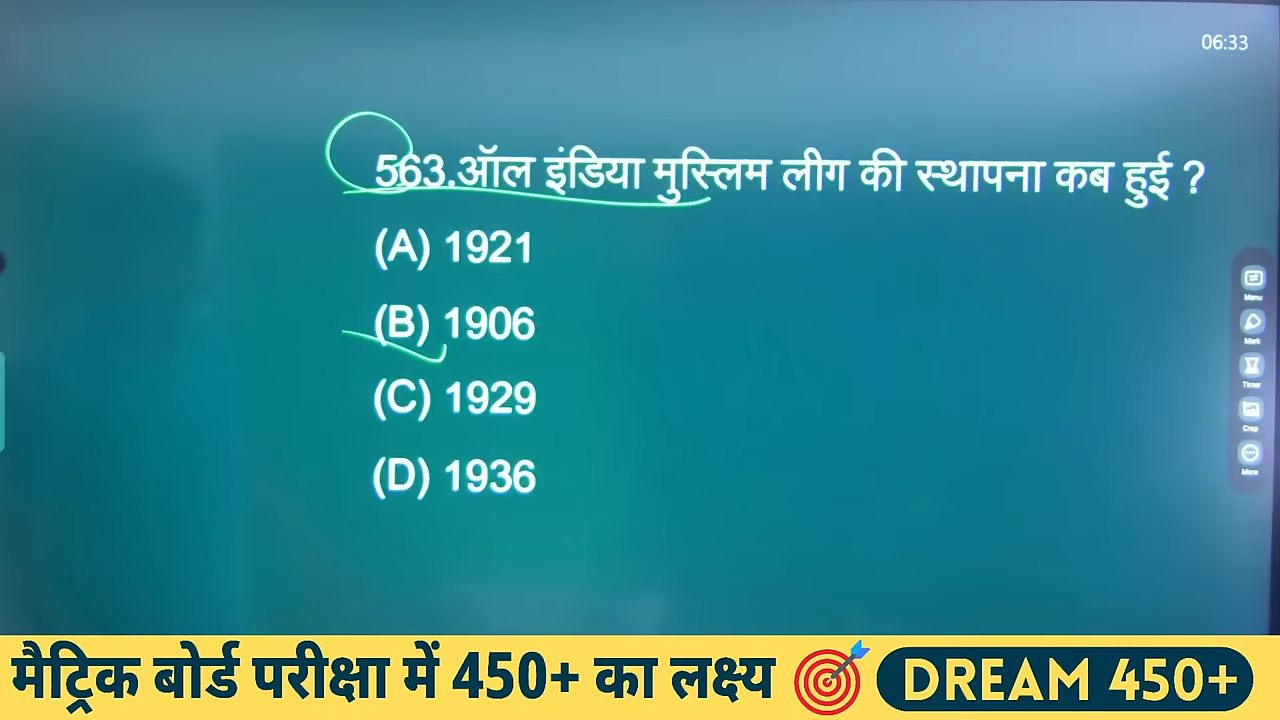 06:33
563.ऑल इंडिया मुस्लिम लीग की स्थापना कब हुई ?
(A) 1921
(B) 1906
(C) 1929
(D) 1936
Menu
Mark
Timer
Crop
More
मैट्रिक बोर्ड परीक्षा में 450+ का लक्ष्य DREAM 450+